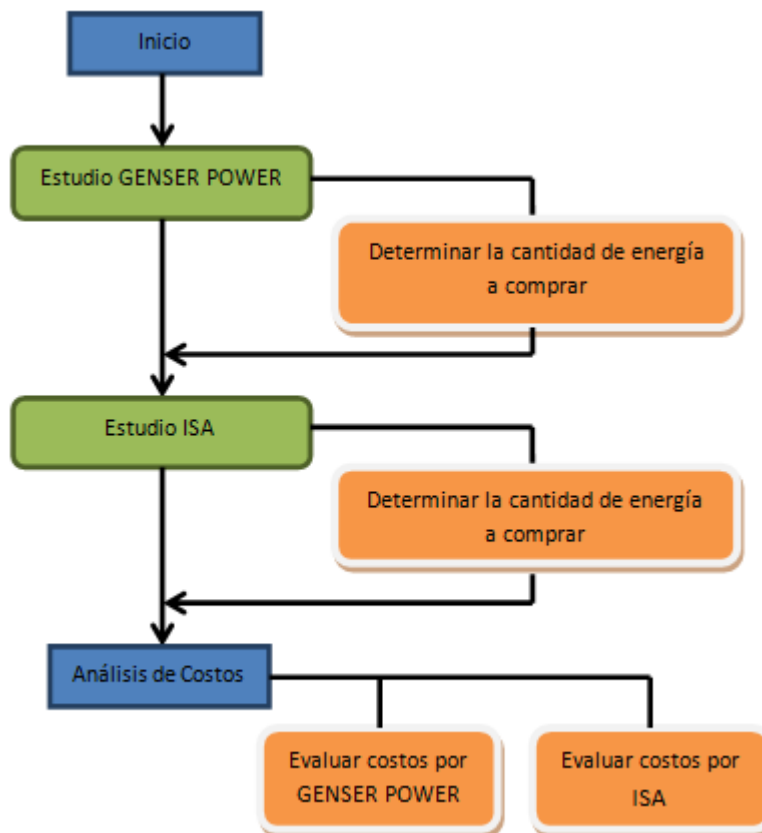 Inicio
Estudio GENSER POWER
Determinar la cantidad de energía
a comprar
Estudio ISA
Determinar la cantidad de energía
a comprar
Análisis de Costos
Evaluar costos por
GENSER POWER
Evaluar costos por
ISA